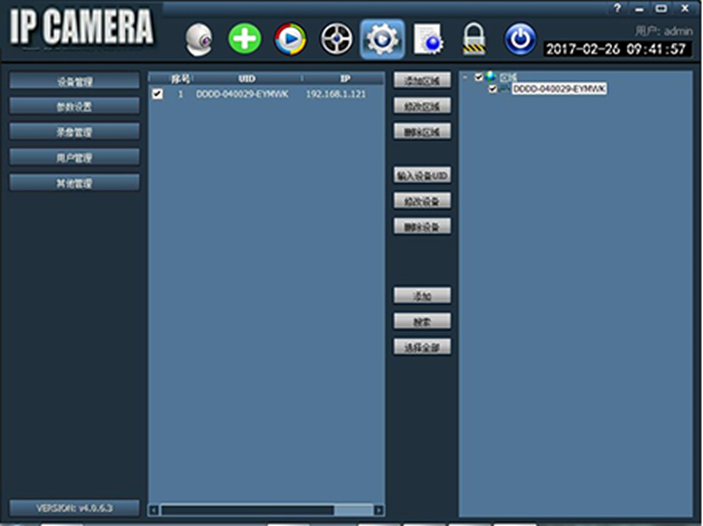 IP CAMERA
用户: admin
2017-02-26 09:41:57
设备管理
参数设置
录像管理
用户管理
其他管理
序号 UID IP
1 DDDD-040029-EYMWK 192.168.1.121
添加区域
修改区域
删除区域
输入设备UID
修改设备
删除设备
添加
搜索
选择全部
区域
DDDD-040029-EYMWK
VERSION: v4.0.6.3